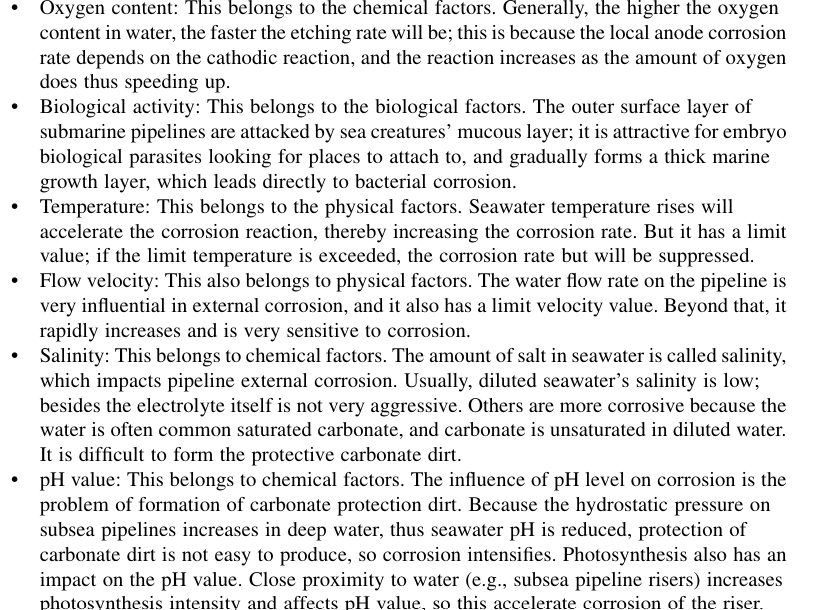 • Oxygen content: This belongs to the chemical factors. Generally, the higher the oxygen
content in water, the faster the etching rate will be; this is because the local anode corrosion
rate depends on the cathodic reaction, and the reaction increases as the amount of oxygen
does thus speeding up.
• Biological activity: This belongs to the biological factors. The outer surface layer of
submarine pipelines are attacked by sea creatures’ mucous layer; it is attractive for embryo
biological parasites looking for places to attach to, and gradually forms a thick marine
growth layer, which leads directly to bacterial corrosion.
• Temperature: This belongs to the physical factors. Seawater temperature rises will
accelerate the corrosion reaction, thereby increasing the corrosion rate. But it has a limit
value; if the limit temperature is exceeded, the corrosion rate but will be suppressed.
• Flow velocity: This also belongs to physical factors. The water flow rate on the pipeline is
very influential in external corrosion, and it also has a limit velocity value. Beyond that, it
rapidly increases and is very sensitive to corrosion.
• Salinity: This belongs to chemical factors. The amount of salt in seawater is called salinity,
which impacts pipeline external corrosion. Usually, diluted seawater’s salinity is low;
besides the electrolyte itself is not very aggressive. Others are more corrosive because the
water is often common saturated carbonate, and carbonate is unsaturated in diluted water.
It is difficult to form the protective carbonate dirt.
• pH value: This belongs to chemical factors. The influence of pH level on corrosion is the
problem of formation of carbonate protection dirt. Because the hydrostatic pressure on
subsea pipelines increases in deep water, thus seawater pH is reduced, protection of
carbonate dirt is not easy to produce, so corrosion intensifies. Photosynthesis also has an
impact on the pH value. Close proximity to water (e.g., subsea pipeline risers) increases
photosynthesis intensity and affects pH value, so this accelerate corrosion of the riser.